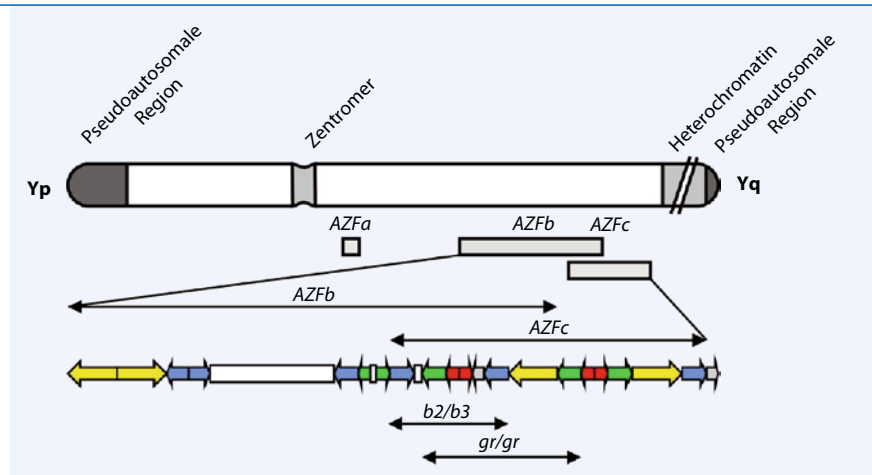 Pseudoautosomale
Region
Zentromer
Heterochromatin
Pseudoautosomale
Region
Yp
Yq
AZFa
AZFb
AZFc
AZFb
AZFc
b2/b3
gr/gr